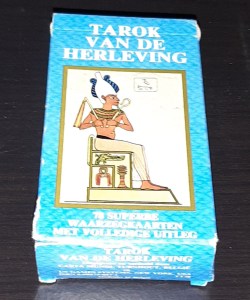 TAROK
VAN DE
HERLEVING
78 SUPERBE
WAARZEGKAARTEN
MET VOLLEDIGE UITLEG
TAROK
VAN DE HERLEVING